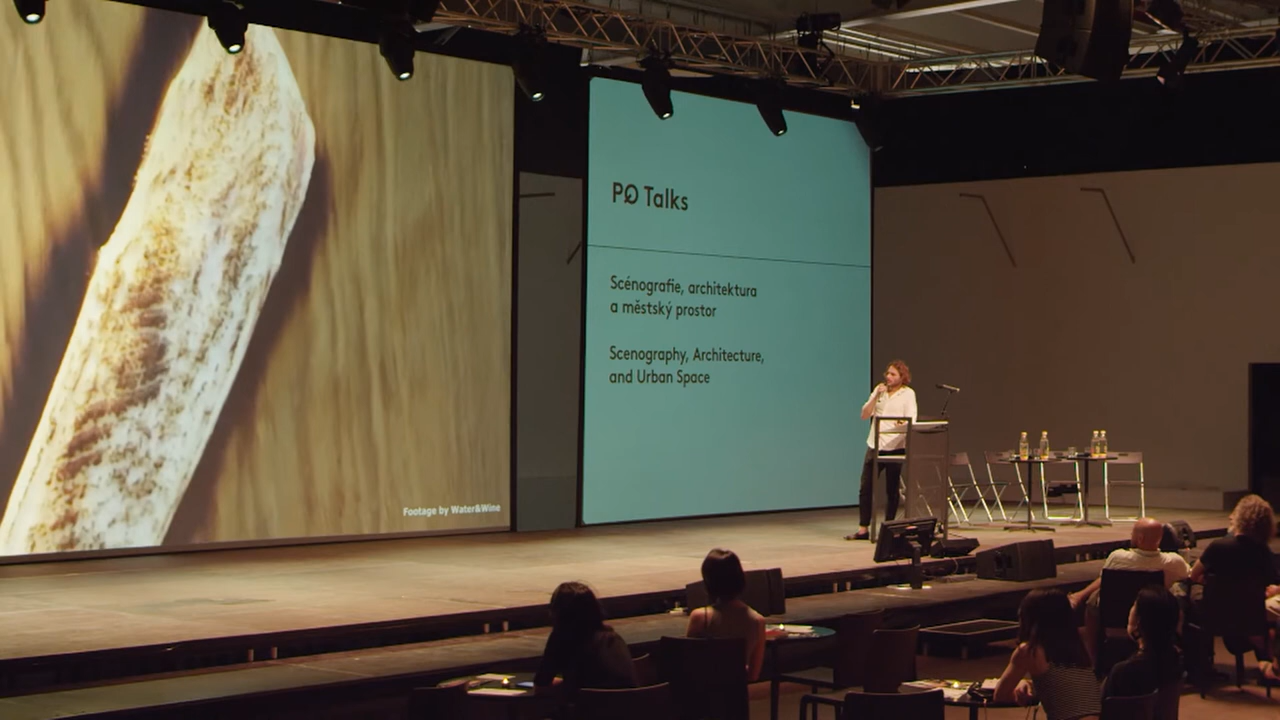 PQ Talks
Scénografie, architektura
a městský prostor
Scenography, Architecture,
and Urban Space
Footage by Water&Wine